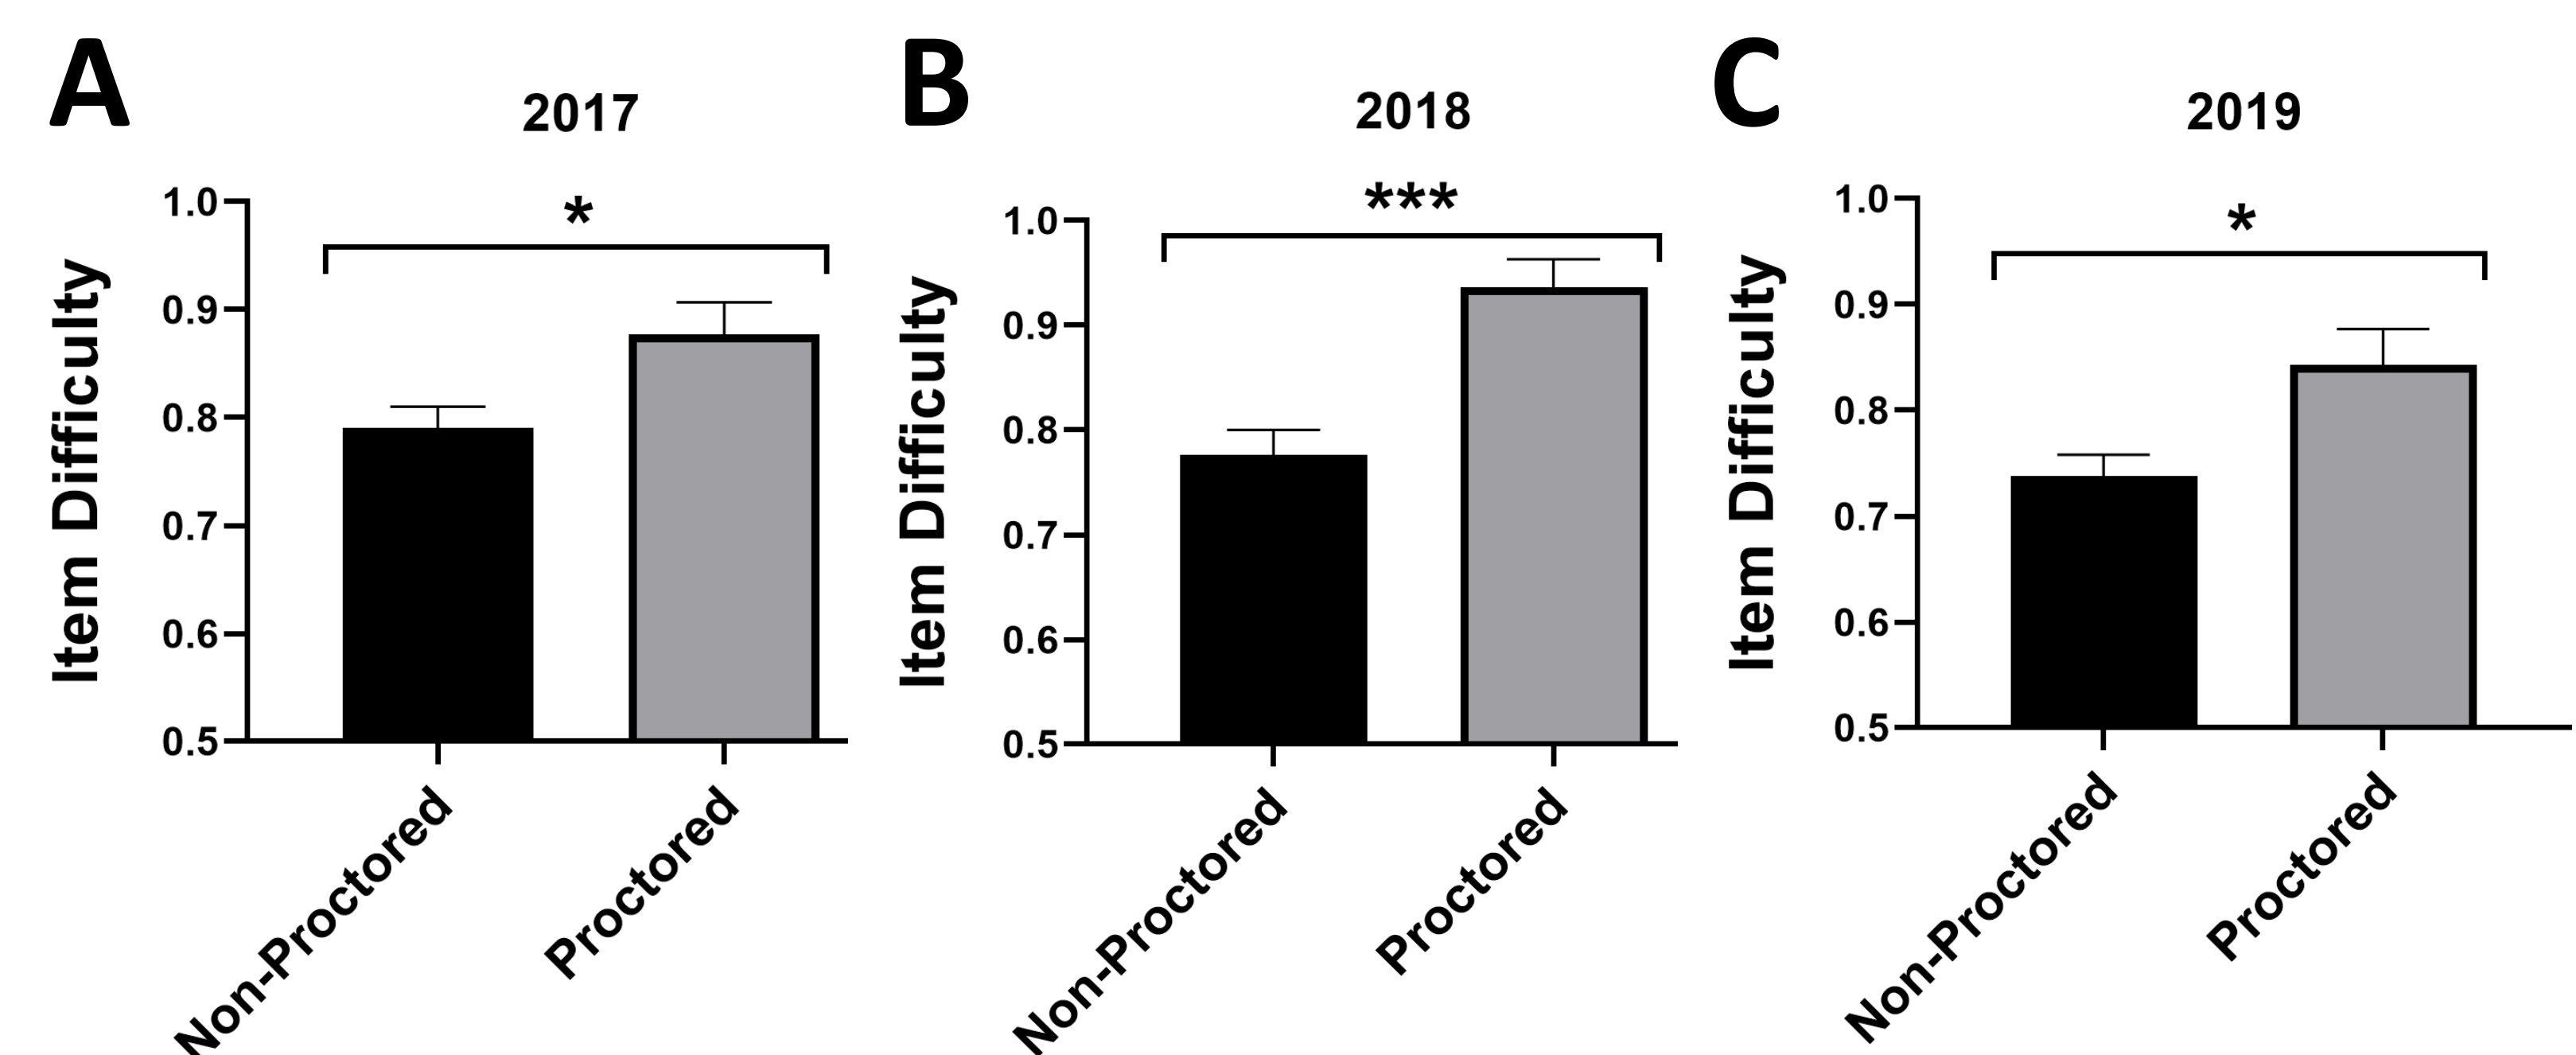 A
2017
*
Item Difficulty
1.0
0.9
0.8
0.7
0.6
0.5
Non-Proctored
Proctored
B
2018
***
Item Difficulty
1.0
0.9
0.8
0.7
0.6
0.5
Non-Proctored
Proctored
C
2019
*
Item Difficulty
1.0
0.9
0.8
0.7
0.6
0.5
Non-Proctored
Proctored